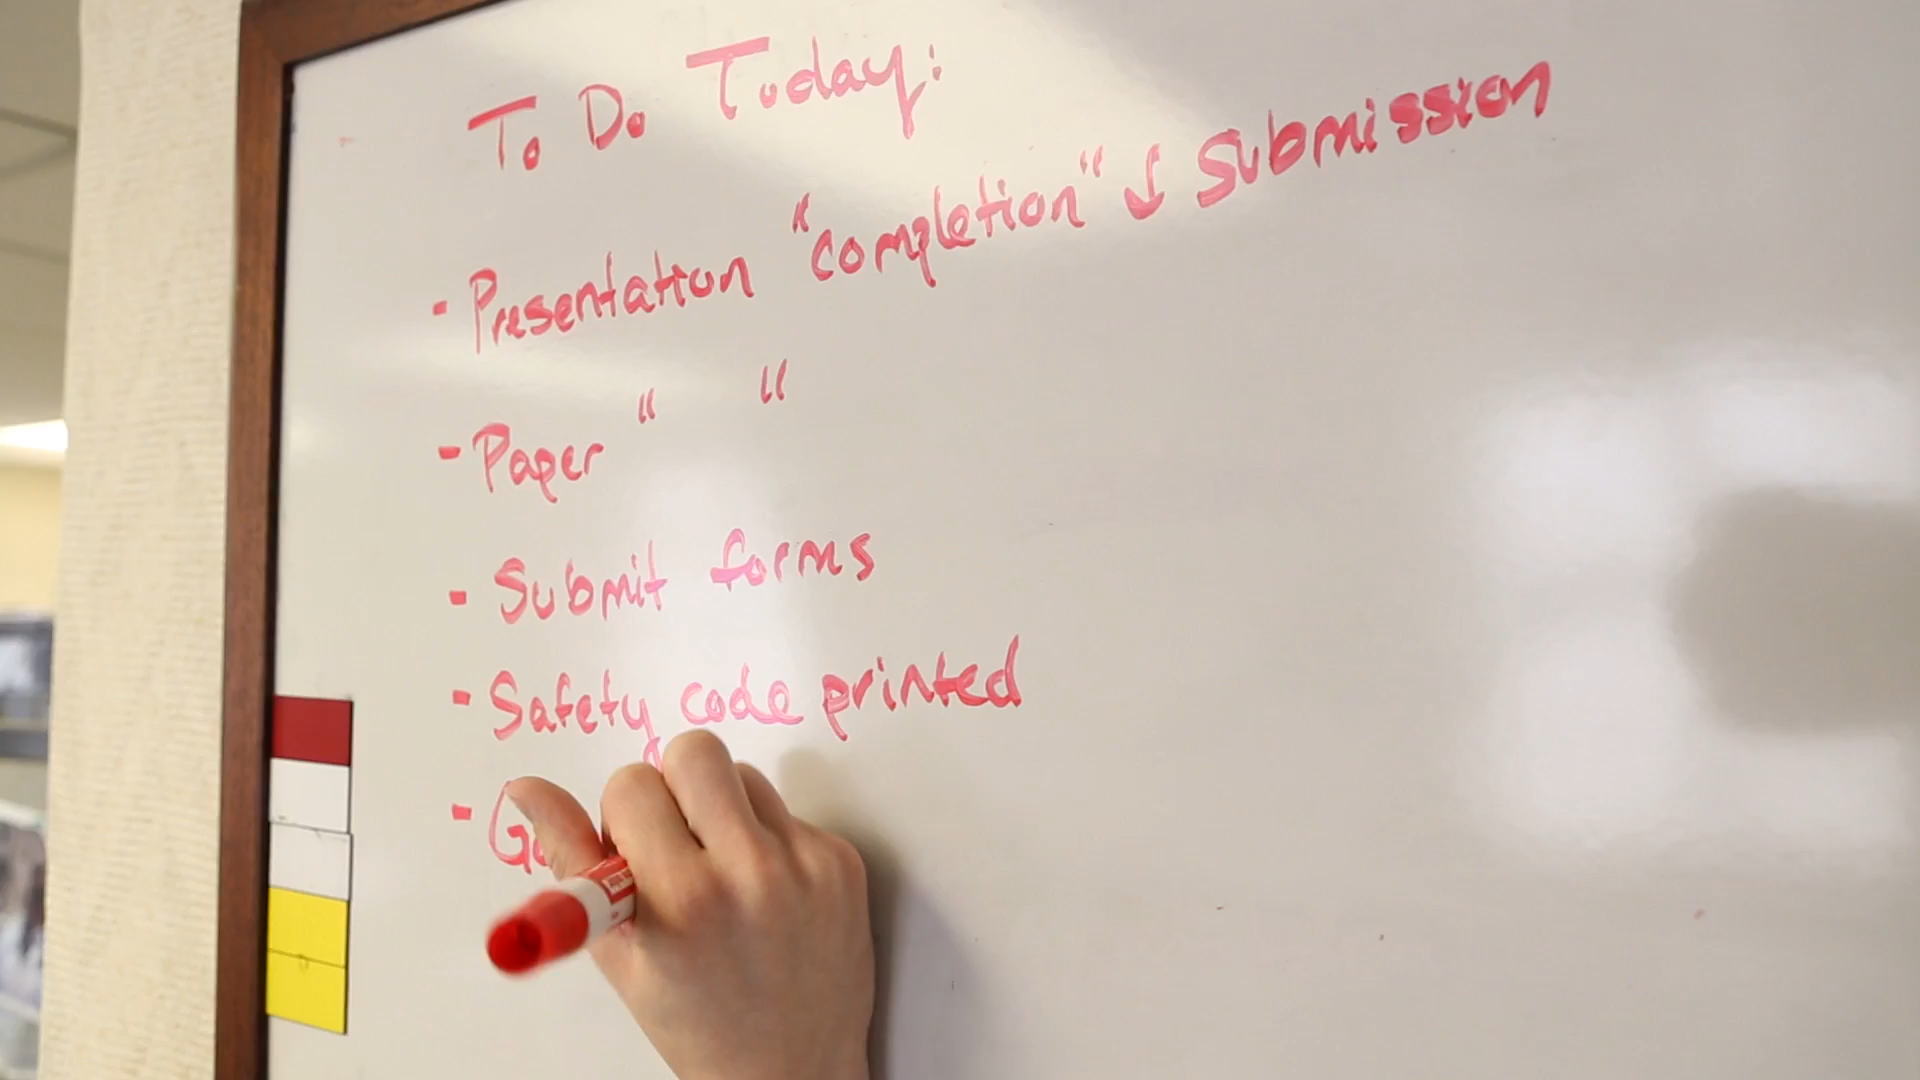 To Do Today:
- Presentation "completion" & Submission
- Paper " "
- Submit forms
- Safety code printed
-